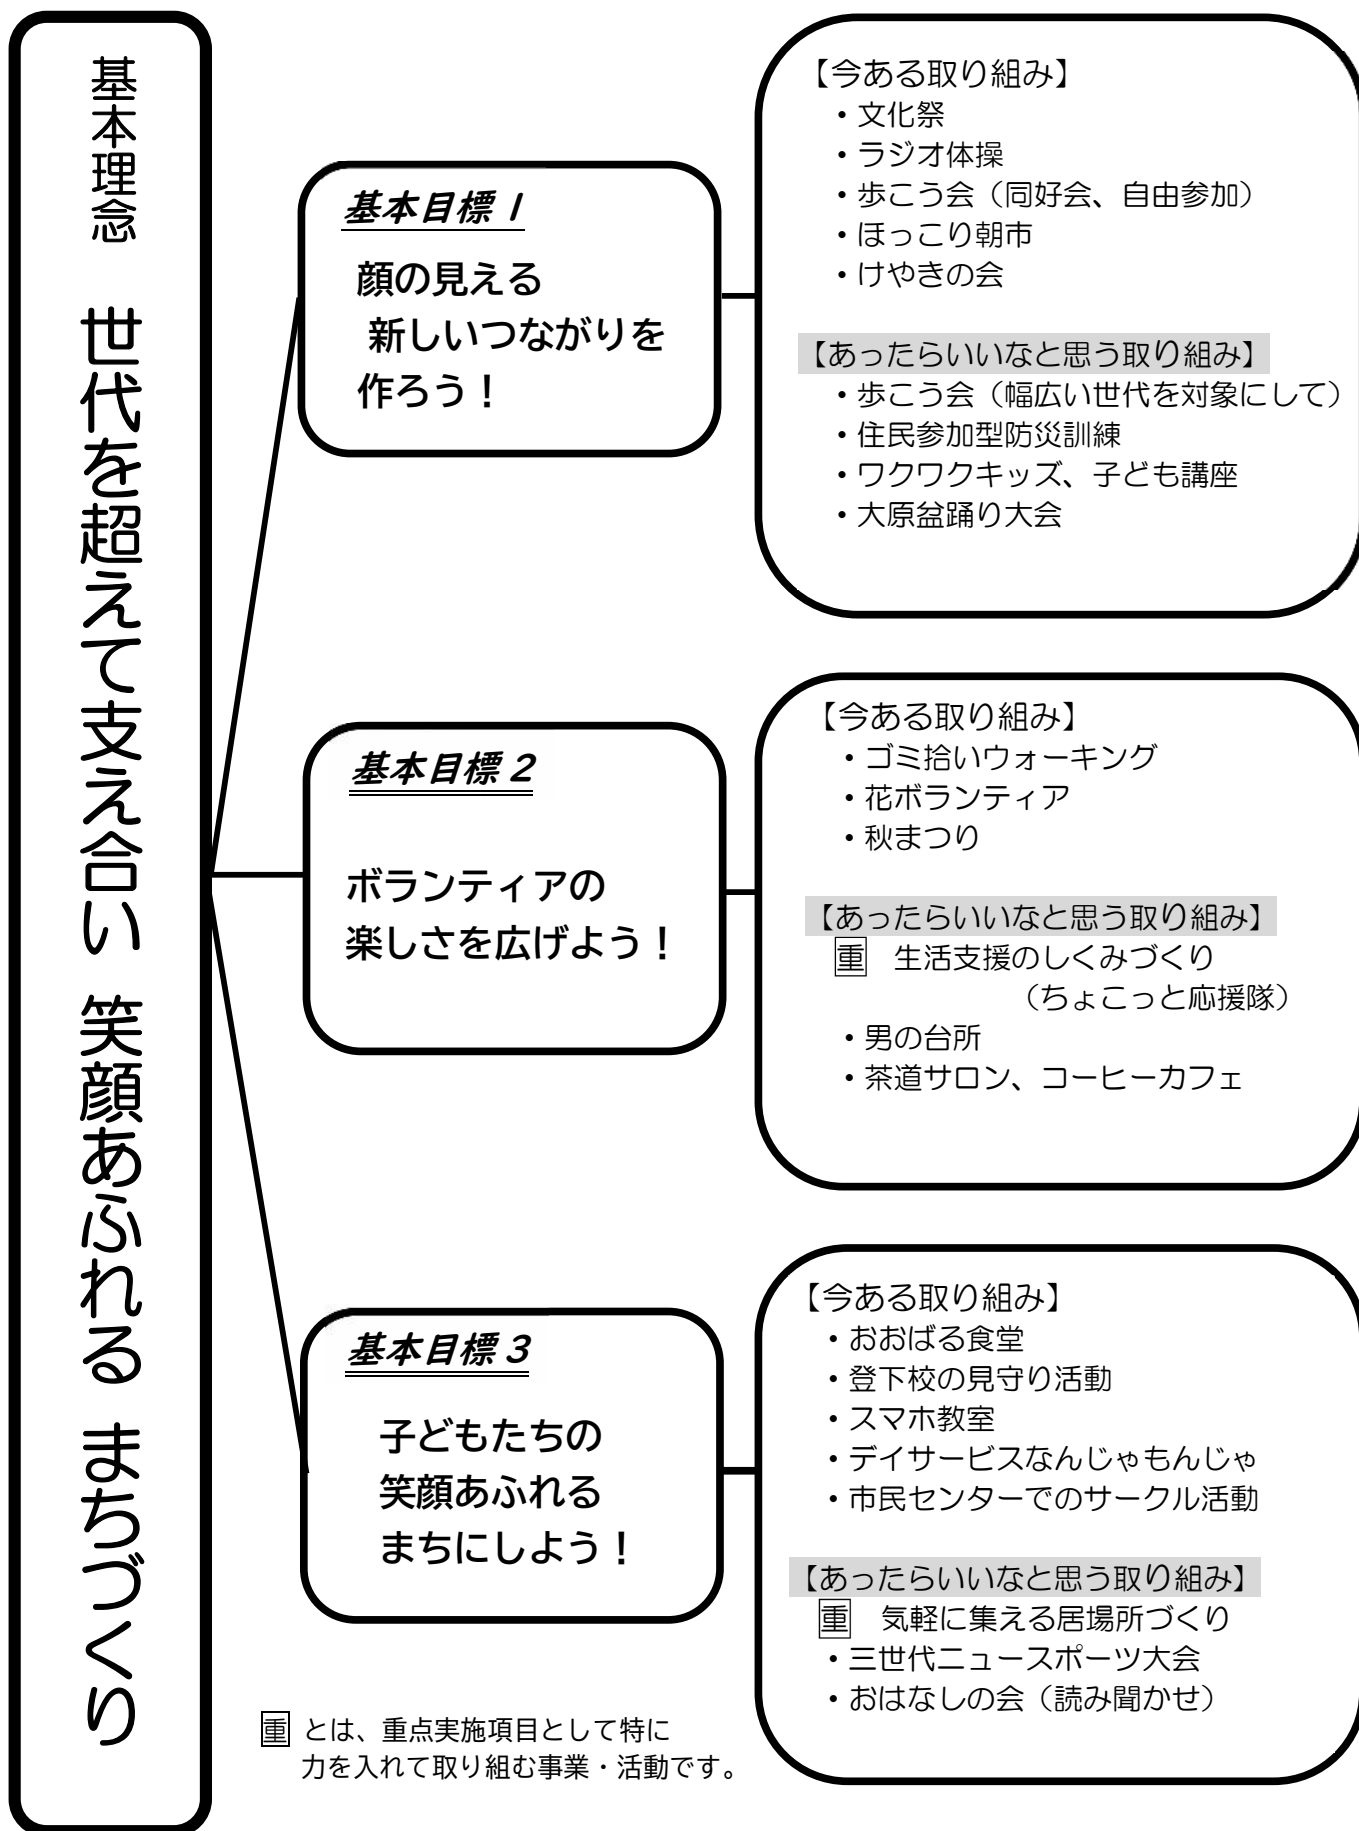 基本理念　世代を超えて支え合い　笑顔あふれる　まちづくり
基本目標１
顔の見える
新しいつながりを
作ろう！
【今ある取り組み】
・文化祭
・ラジオ体操
・歩こう会（同好会、自由参加）
・ほっこり朝市
・けやきの会
【あったらいいなと思う取り組み】
・歩こう会（幅広い世代を対象にして）
・住民参加型防災訓練
・ワクワクキッズ、子ども講座
・大原盆踊り大会
基本目標２
ボランティアの
楽しさを広げよう！
【今ある取り組み】
・ゴミ拾いウォーキング
・花ボランティア
・秋まつり
【あったらいいなと思う取り組み】
重　生活支援のしくみづくり
（ちょこっと応援隊）
・男の台所
・茶道サロン、コーヒーカフェ
基本目標３
子どもたちの
笑顔あふれる
まちにしよう！
【今ある取り組み】
・おおばる食堂
・登下校の見守り活動
・スマホ教室
・デイサービスなんじゃもんじゃ
・市民センターでのサークル活動
【あったらいいなと思う取り組み】
重　気軽に集える居場所づくり
・三世代ニュースポーツ大会
・おはなしの会（読み聞かせ）
重 とは、重点実施項目として特に
力を入れて取り組む事業・活動です。